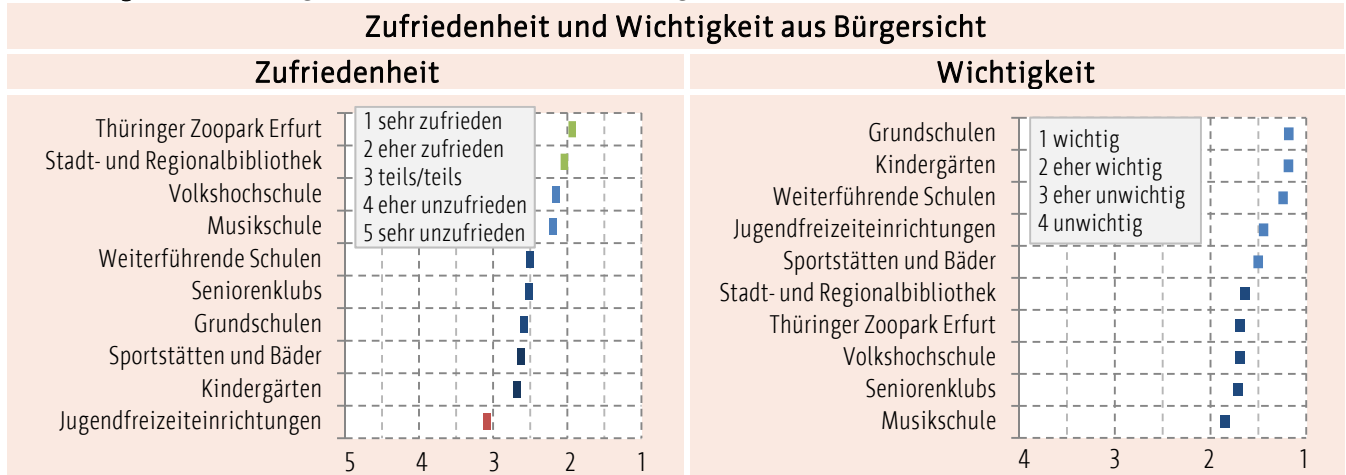 Zufriedenheit und Wichtigkeit aus Bürgersicht
Zufriedenheit
Thüringer Zoopark Erfurt
Stadt- und Regionalbibliothek
Volkshochschule
Musikschule
Weiterführende Schulen
Seniorenklubs
Grundschulen
Sportstätten und Bäder
Kindergärten
Jugendfreizeiteinrichtungen
1 sehr zufrieden
2 eher zufrieden
3 teils/teils
4 eher unzufrieden
5 sehr unzufrieden
5 4 3 2 1
Wichtigkeit
Grundschulen
Kindergärten
Weiterführende Schulen
Jugendfreizeiteinrichtungen
Sportstätten und Bäder
Stadt- und Regionalbibliothek
Thüringer Zoopark Erfurt
Volkshochschule
Seniorenklubs
Musikschule
1 wichtig
2 eher wichtig
3 eher unwichtig
4 unwichtig
4 3 2 1